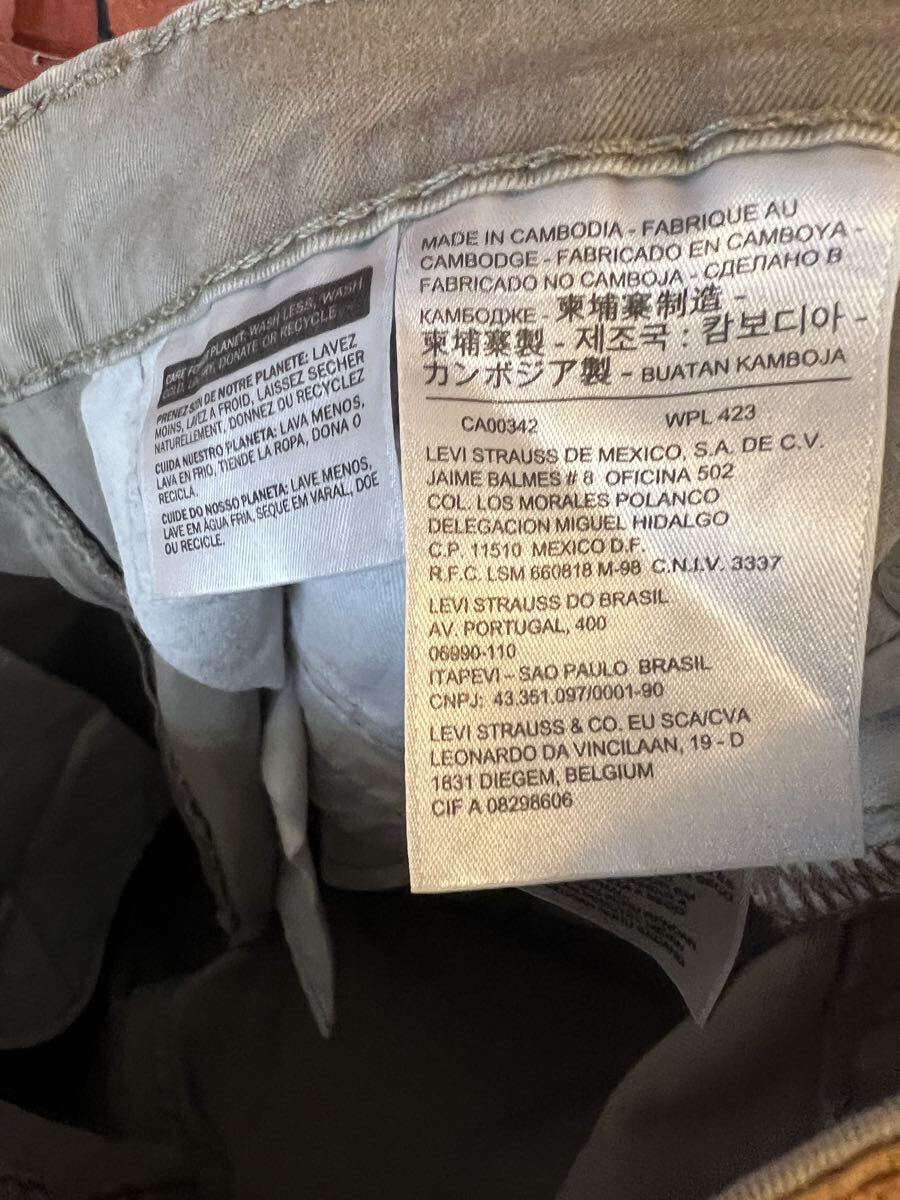 CARE FOR OUR PLANET: WASH LESS, WASH
COLD, LINE DRY, DONATE OR RECYCLE
PRENEZ SOIN DE NOTRE PLANETE: LAVEZ
MOINS, LAVEZ A FROID, LAISSEZ SECHER
NATURELLEMENT, DONNEZ OU RECYCLEZ
CUIDA NUESTRO PLANETA: LAVA MENOS,
LAVA EN FRIO, TIENDE LA ROPA, DONA O
RECICLA.
CUIDE DO NOSSO PLANETA: LAVE MENOS,
LAVE EM ÁGUA FRIA, SEQUE EM VARAL, DOE
OU RECICLE.
MADE IN CAMBODIA - FABRIQUE AU
CAMBODGE - FABRICADO EN CAMBOYA -
FABRICADO NO CAMBOJA - СДЕЛАНО В
КАМБОДЖЕ - 柬埔寨制造 -
柬埔寨製 - 제조국 : 캄보디아 -
カンボジア製 - BUATAN KAMBOJA
CA00342 WPL 423
LEVI STRAUSS DE MEXICO, S.A. DE C.V.
JAIME BALMES # 8 OFICINA 502
COL. LOS MORALES POLANCO
DELEGACION MIGUEL HIDALGO
C.P. 11510 MEXICO D.F.
R.F.C. LSM 660818 M-98 C.N.I.V. 3337
LEVI STRAUSS DO BRASIL
AV. PORTUGAL, 400
06690-110
ITAPEVI - SAO PAULO BRASIL
CNPJ: 43.351.097/0001-90
LEVI STRAUSS & CO. EU SCA/CVA
LEONARDO DA VINCILAAN, 19 - D
1831 DIEGEM, BELGIUM
CIF A 08298606